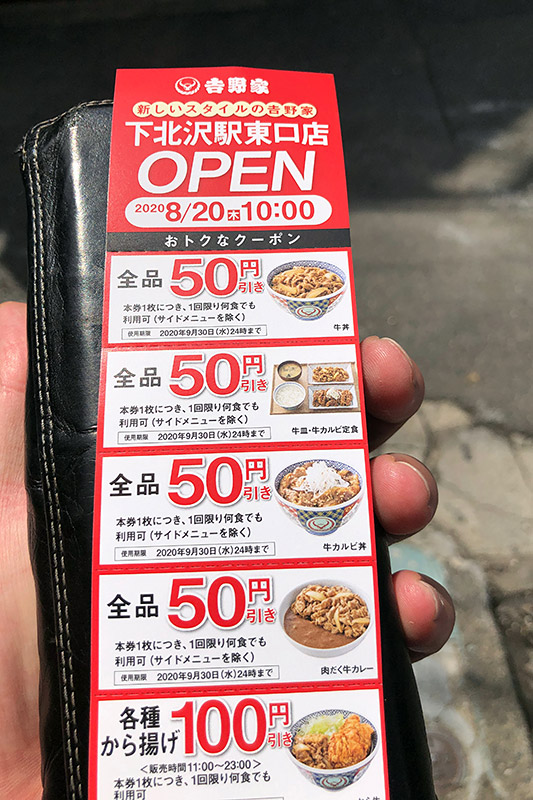 吉野家
新しいスタイルの吉野家
下北沢駅東口店
OPEN
2020 8/20 木 10:00
おトクなクーポン
全品 50円引き
本券1枚につき、1回限り何食でも
利用可(サイドメニューを除く)
使用期限 2020年9月30日(水)24時まで
牛丼
全品 50円引き
本券1枚につき、1回限り何食でも
利用可(サイドメニューを除く)
使用期限 2020年9月30日(水)24時まで
牛皿・牛カルビ定食
全品 50円引き
本券1枚につき、1回限り何食でも
利用可(サイドメニューを除く)
使用期限 2020年9月30日(水)24時まで
牛カルビ丼
全品 50円引き
本券1枚につき、1回限り何食でも
利用可(サイドメニューを除く)
使用期限 2020年9月30日(水)24時まで
肉だく牛カレー
各種
から揚げ 100円引き
<販売時間11:00~23:00>
本券1枚につき、1回限り何食でも